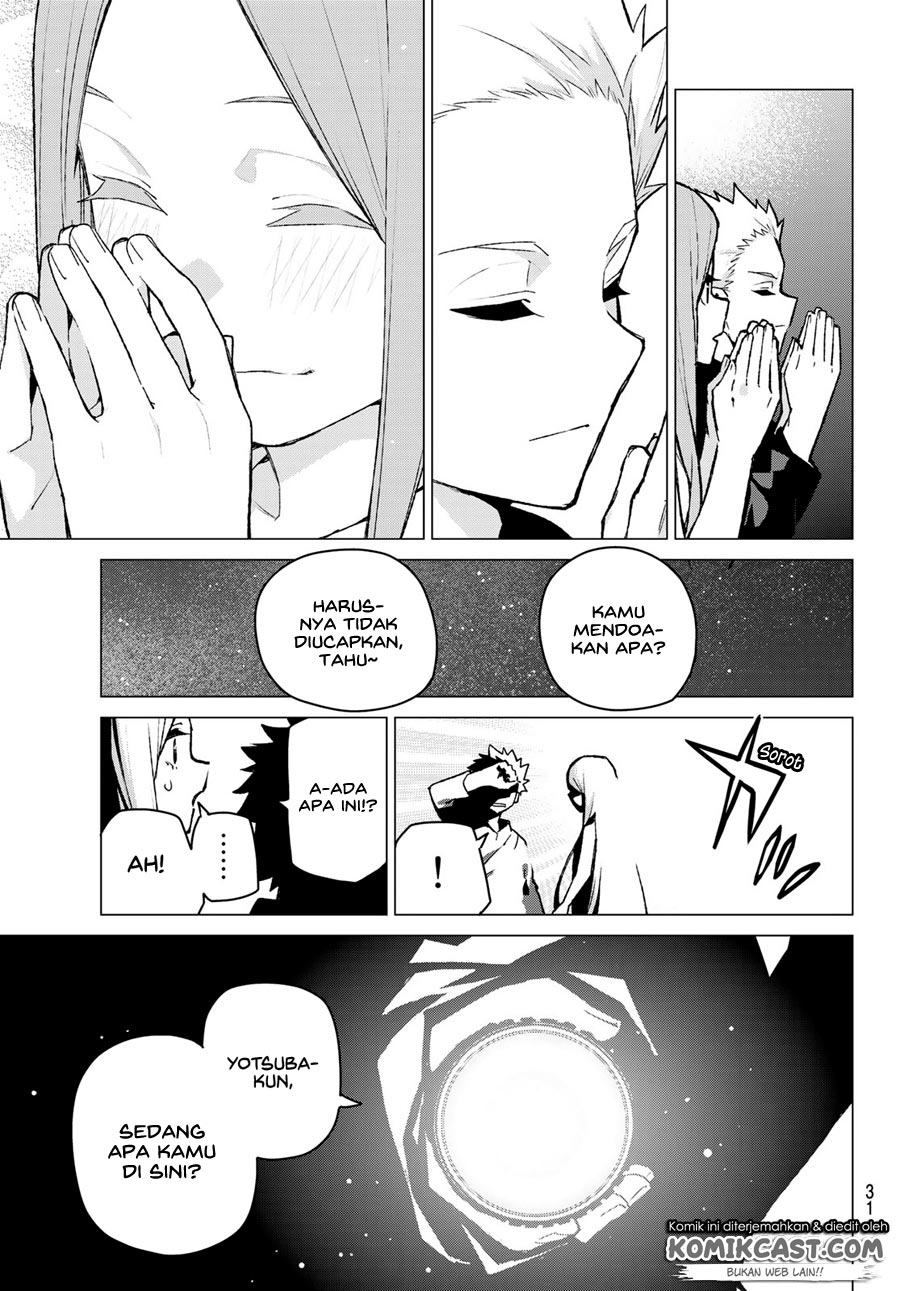 KAMU
MENDOA-
KAN APA?
HARUS-
NYA TIDAK
DIUCAPKAN,
TAHU~
Sorot
!
A-ADA
APA INI!?
........
AH!
YOTSUBA-
KUN,
SEDANG
APA KAMU
DI SINI?
31
Komik ini diterjemahkan & diedit oleh
KOMIKCAST.COM
BUKAN WEB LAIN!!